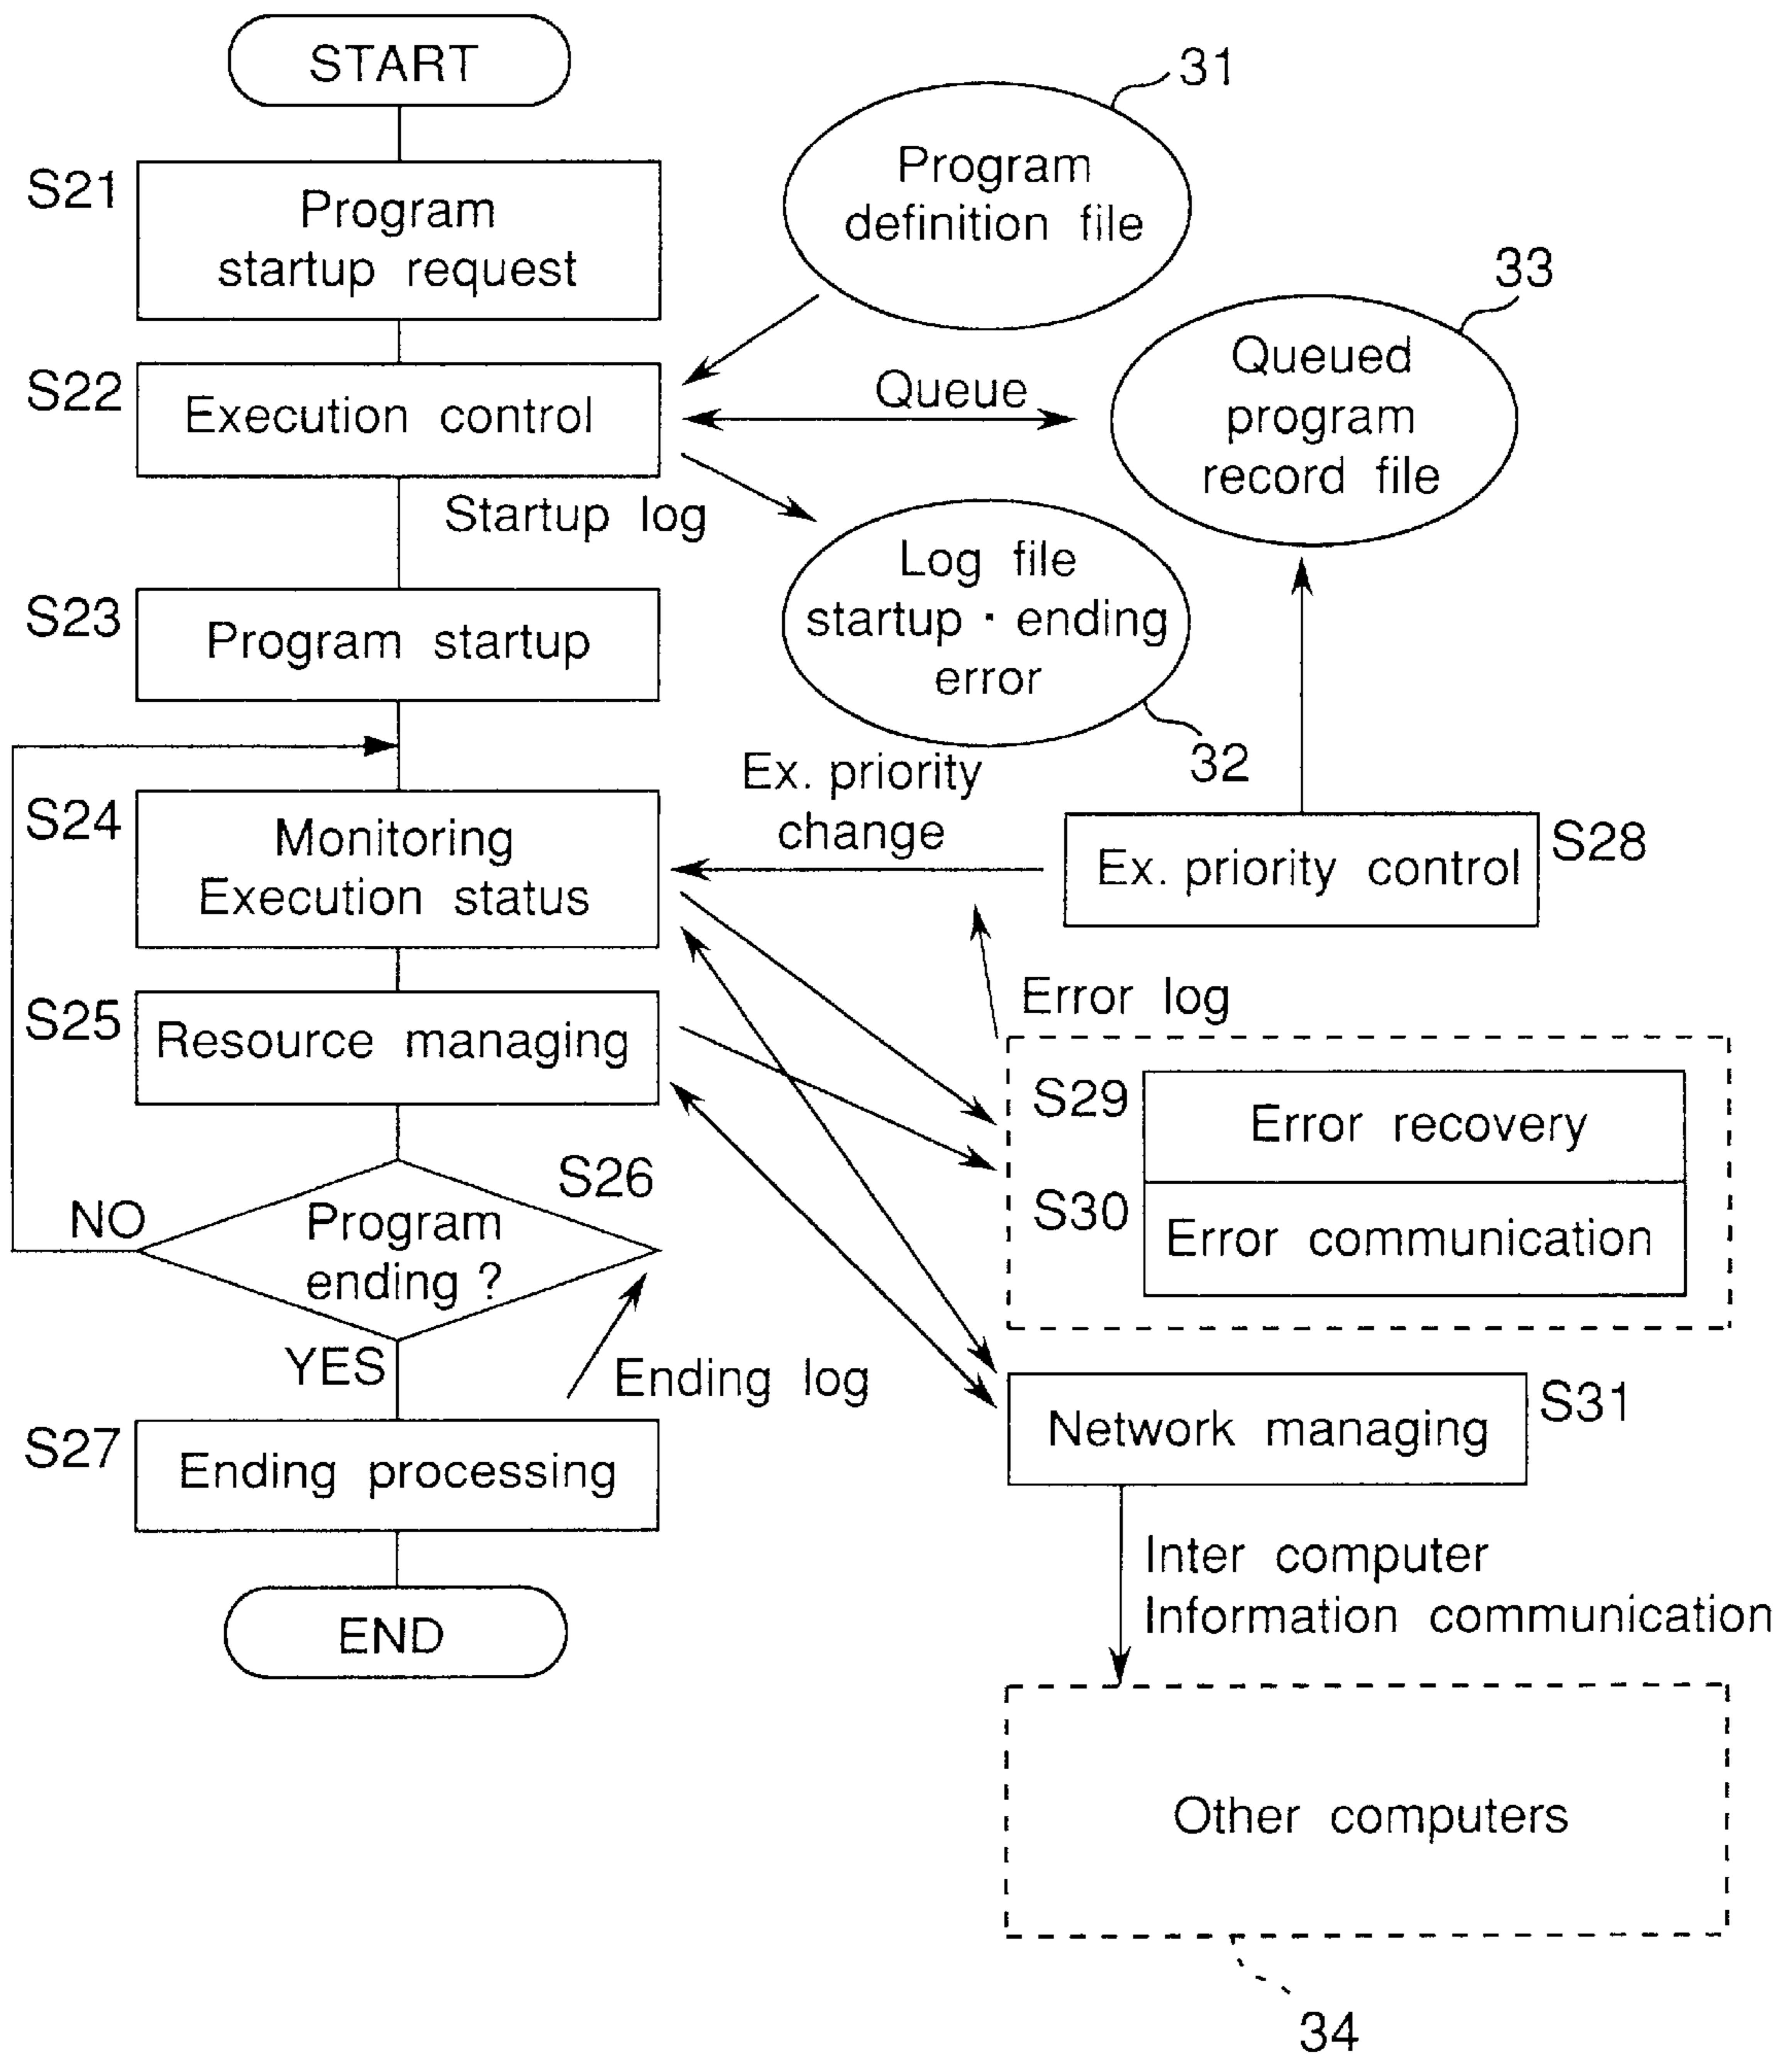 START
31
S21
Program
startup request
Program
definition file
33
S22
Execution control
Queue
Queued
program
record file
Startup log
S23
Program startup
Log file
startup · ending
error
32
Ex. priority
change
S24
Monitoring
Execution status
Ex. priority control
S28
S25
Resource managing
Error log
S29
Error recovery
S30
Error communication
S26
NO
Program
ending ?
YES
Ending log
S27
Ending processing
Network managing
S31
END
Inter computer
Information communication
Other computers
34